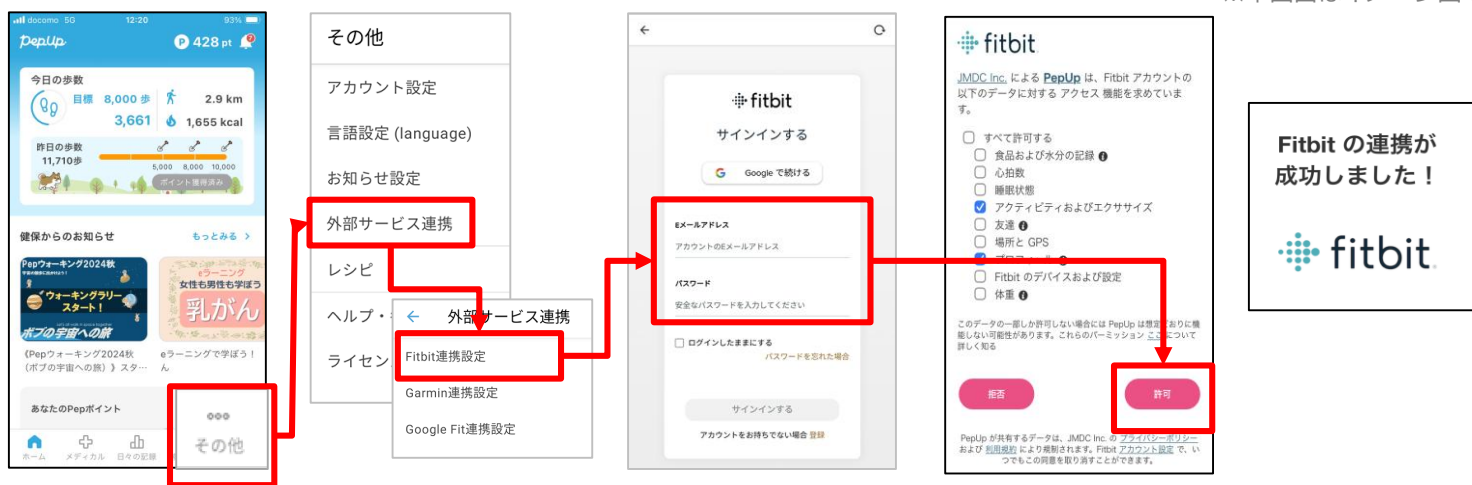 docomo 5G 12:20 93%
PepUp P 428 pt
今日の歩数
目標 8,000 歩 2.9 km
3,661 1,655 kcal
昨日の歩数
11,710歩
5,000 8,000 10,000
ポイント獲得済み
健保からのお知らせ もっとみる >
Pepウォーキング2024秋
ウォーキングラリー
スタート！
ボブの宇宙への旅
eラーニング
女性も男性も学ぼう
乳がん
《Pepウォーキング2024秋
（ボブの宇宙への旅）》スタ…
eラーニングで学ぼう！
ん
あなたのPepポイント
ホーム メディカル 日々の記録
その他
その他
アカウント設定
言語設定 (language)
お知らせ設定
外部サービス連携
レシピ
ヘルプ・
ライセン
← 外部サービス連携
Fitbit連携設定
Garmin連携設定
Google Fit連携設定
fitbit
サインインする
G Google で続ける
Eメールアドレス
アカウントのEメールアドレス
パスワード
安全なパスワードを入力してください
ログインしたままにする
パスワードを忘れた場合
サインインする
アカウントをお持ちでない場合 登録
fitbit
JMDC Inc. による PepUp は、Fitbit アカウントの
以下のデータに対する アクセス 機能を求めていま
す。
すべて許可する
食品および水分の記録
心拍数
睡眠状態
アクティビティおよびエクササイズ
友達
場所と GPS
Fitbit のデバイスおよび設定
体重
このデータの一部しか許可しない場合には PepUp は想定どおりに機
能しない可能性があります。これらのパーミッション ここ について
詳しく知る
拒否 許可
PepUp が共有するデータは、JMDC Inc. の プライバシーポリシー
および 利用規約 により規制されます。Fitbit アカウント設定 で、い
つでもこの同意を取り消すことができます。
Fitbit の連携が
成功しました！
fitbit